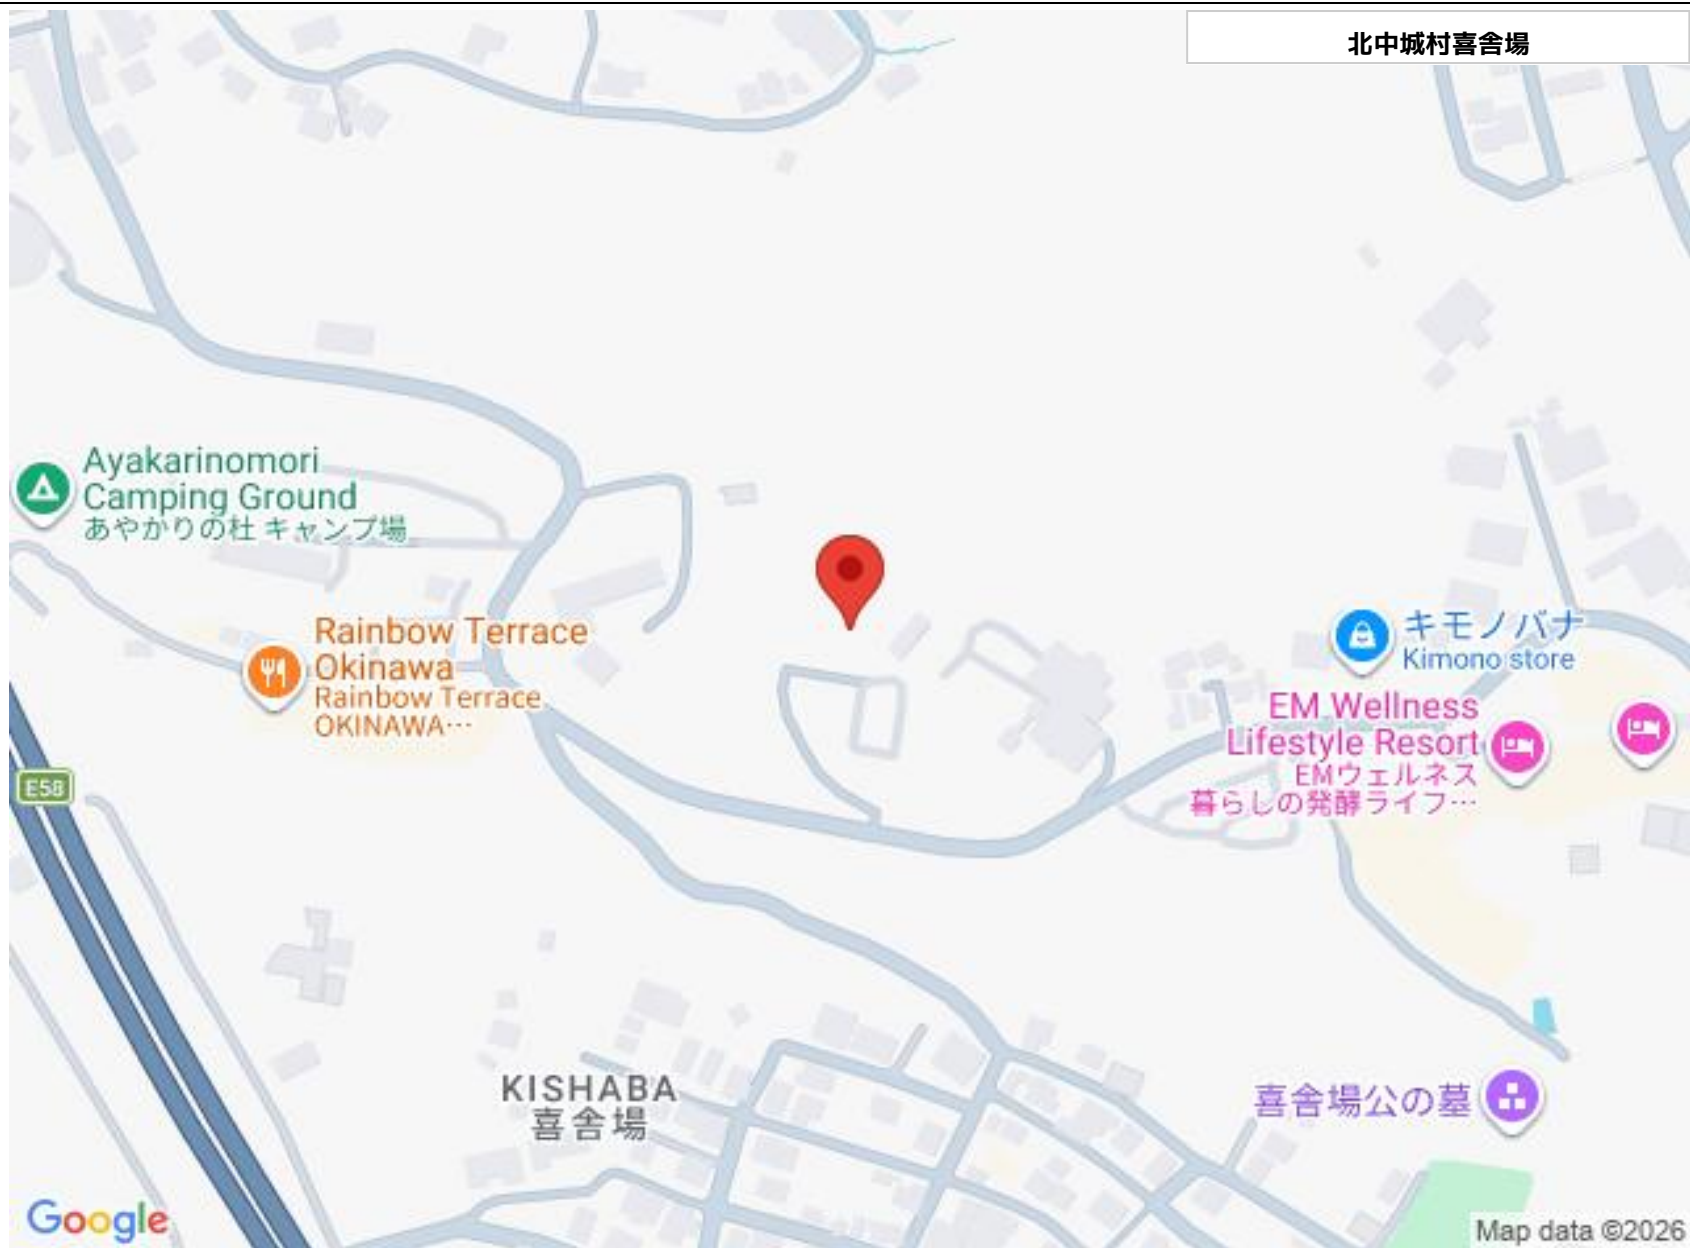 北中城村喜舎場
Ayakarinomori
Camping Ground
あやかりの杜 キャンプ場
Rainbow Terrace
Okinawa
Rainbow Terrace
OKINAWA…
キモノバナ
Kimono store
EM Wellness
Lifestyle Resort
EMウェルネス
暮らしの発酵ライフ…
E58
KISHABA
喜舎場
喜舎場公の墓
Google
Map data ©2026